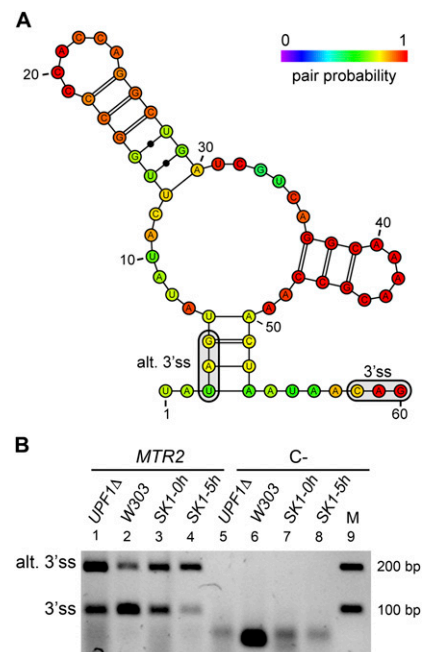 A
0
1
pair probability
20
30
40
10
50
alt. 3'ss
3'ss
1
60
U A U A A U A A C A G
B
MTR2
C-
UPF1Δ
W303
SK1-0h
SK1-5h
UPF1Δ
W303
SK1-0h
SK1-5h
M
1 2 3 4 5 6 7 8 9
alt. 3'ss
200 bp
3'ss
100 bp